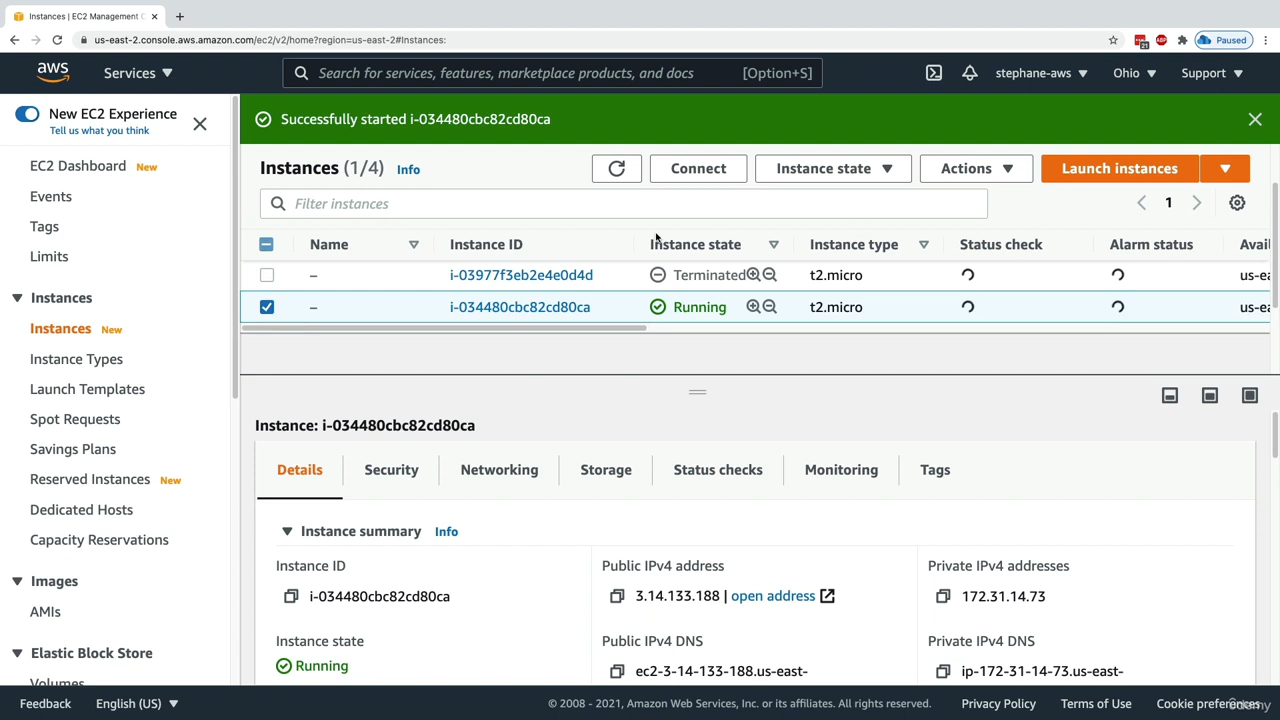 Instances | EC2 Management C
us-east-2.console.aws.amazon.com/ec2/v2/home?region=us-east-2#Instances:
21
ABP
Paused
aws
Services
Search for services, features, marketplace products, and docs
[Option+S]
stephane-aws
Ohio
Support
New EC2 Experience
Tell us what you think
EC2 Dashboard New
Events
Tags
Limits
Instances
Instances New
Instance Types
Launch Templates
Spot Requests
Savings Plans
Reserved Instances New
Dedicated Hosts
Capacity Reservations
Images
AMIs
Elastic Block Store
Volumes
Successfully started i-034480cbc82cd80ca
Instances (1/4) Info
Connect
Instance state
Actions
Launch instances
Filter instances
1
Name Instance ID Instance state Instance type Status check Alarm status Avai
– i-03977f3eb2e4e0d4d Terminated t2.micro us-ea
– i-034480cbc82cd80ca Running t2.micro us-ea
Instance: i-034480cbc82cd80ca
Details Security Networking Storage Status checks Monitoring Tags
Instance summary Info
Instance ID
i-034480cbc82cd80ca
Public IPv4 address
3.14.133.188 | open address
Private IPv4 addresses
172.31.14.73
Instance state
Running
Public IPv4 DNS
ec2-3-14-133-188.us-east-
Private IPv4 DNS
ip-172-31-14-73.us-east-
Feedback
English (US)
© 2008 - 2021, Amazon Web Services, Inc. or its affiliates. All rights reserved.
Privacy Policy
Terms of Use
Cookie preferences
Udemy